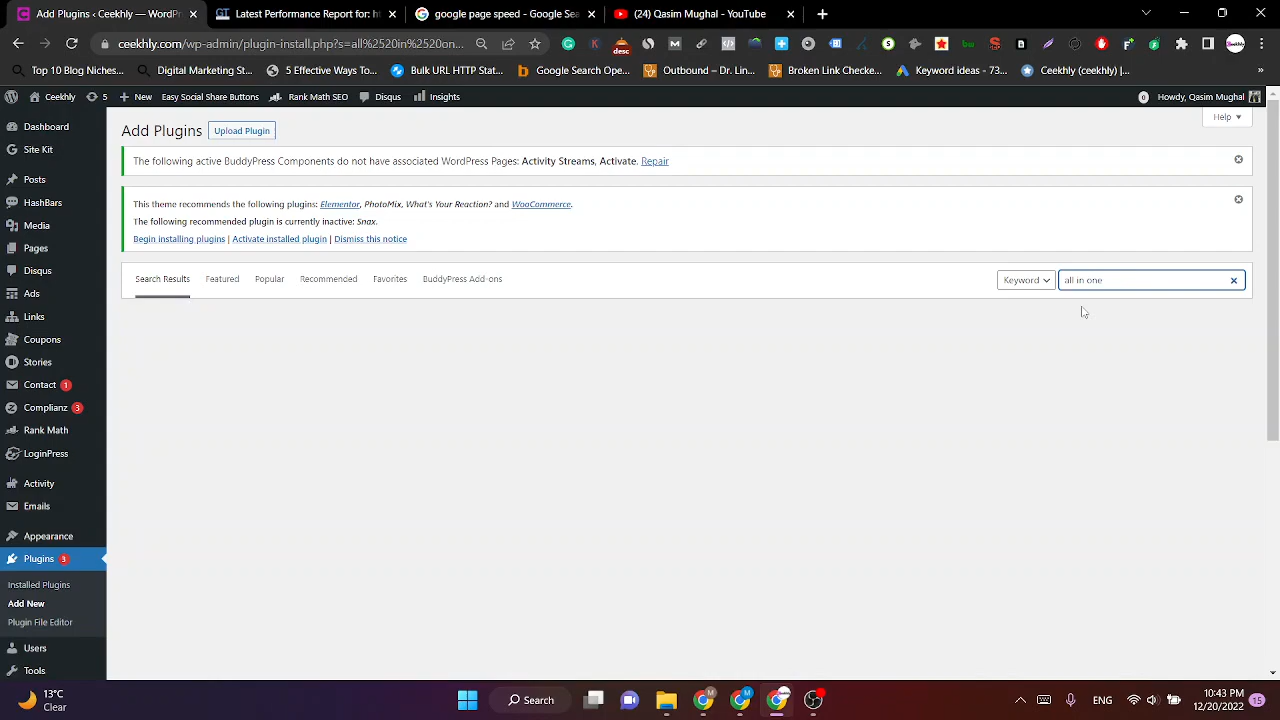 Add Plugins ‹ Ceekhly — WordPr
Latest Performance Report for: ht
google page speed - Google Sea
(24) Qasim Mughal - YouTube
ceekhly.com/wp-admin/plugin-install.php?s=all%2520in%2520on...
Top 10 Blog Niches...
Digital Marketing St...
5 Effective Ways To...
Bulk URL HTTP Stat...
Google Search Ope...
Outbound – Dr. Lin...
Broken Link Checke...
Keyword ideas - 73...
Ceekhly (ceekhly) |...
»
Ceekhly
5
New
Easy Social Share Buttons
Rank Math SEO
Disqus
Insights
0
Howdy, Qasim Mughal
Dashboard
Site Kit
Posts
HashBars
Media
Pages
Disqus
Ads
Links
Coupons
Stories
Contact 1
Complianz 3
Rank Math
LoginPress
Activity
Emails
Appearance
Plugins 3
Installed Plugins
Add New
Plugin File Editor
Users
Tools
Help
Add Plugins
Upload Plugin
The following active BuddyPress Components do not have associated WordPress Pages: Activity Streams, Activate. Repair
This theme recommends the following plugins: Elementor, PhotoMix, What's Your Reaction? and WooCommerce.
The following recommended plugin is currently inactive: Snax.
Begin installing plugins | Activate installed plugin | Dismiss this notice
Search Results
Featured
Popular
Recommended
Favorites
BuddyPress Add-ons
Keyword
all in one
13°C
Clear
Search
ENG
10:43 PM
12/20/2022
15